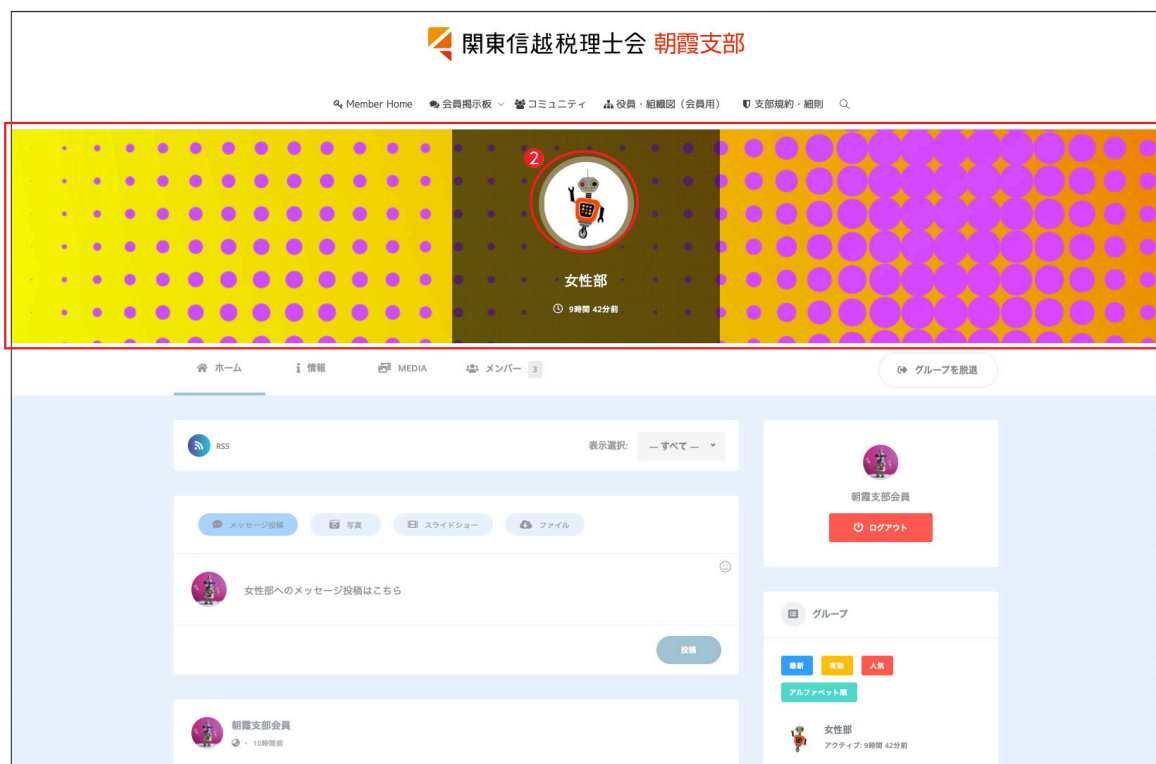 関東信越税理士会 朝霞支部
Member Home 会員掲示板 コミュニティ 役員・組織図（会員用） 支部規約・細則
2
女性部
9時間 42分前
ホーム 情報 MEDIA メンバー 3 グループを脱退
RSS 表示選択: — すべて —
メッセージ投稿 写真 スライドショー ファイル
女性部へのメッセージ投稿はこちら
投稿
朝霞支部会員
10時間前
朝霞支部会員
ログアウト
グループ
最新 有効 人気
アルファベット順
女性部
アクティブ: 9時間 42分前